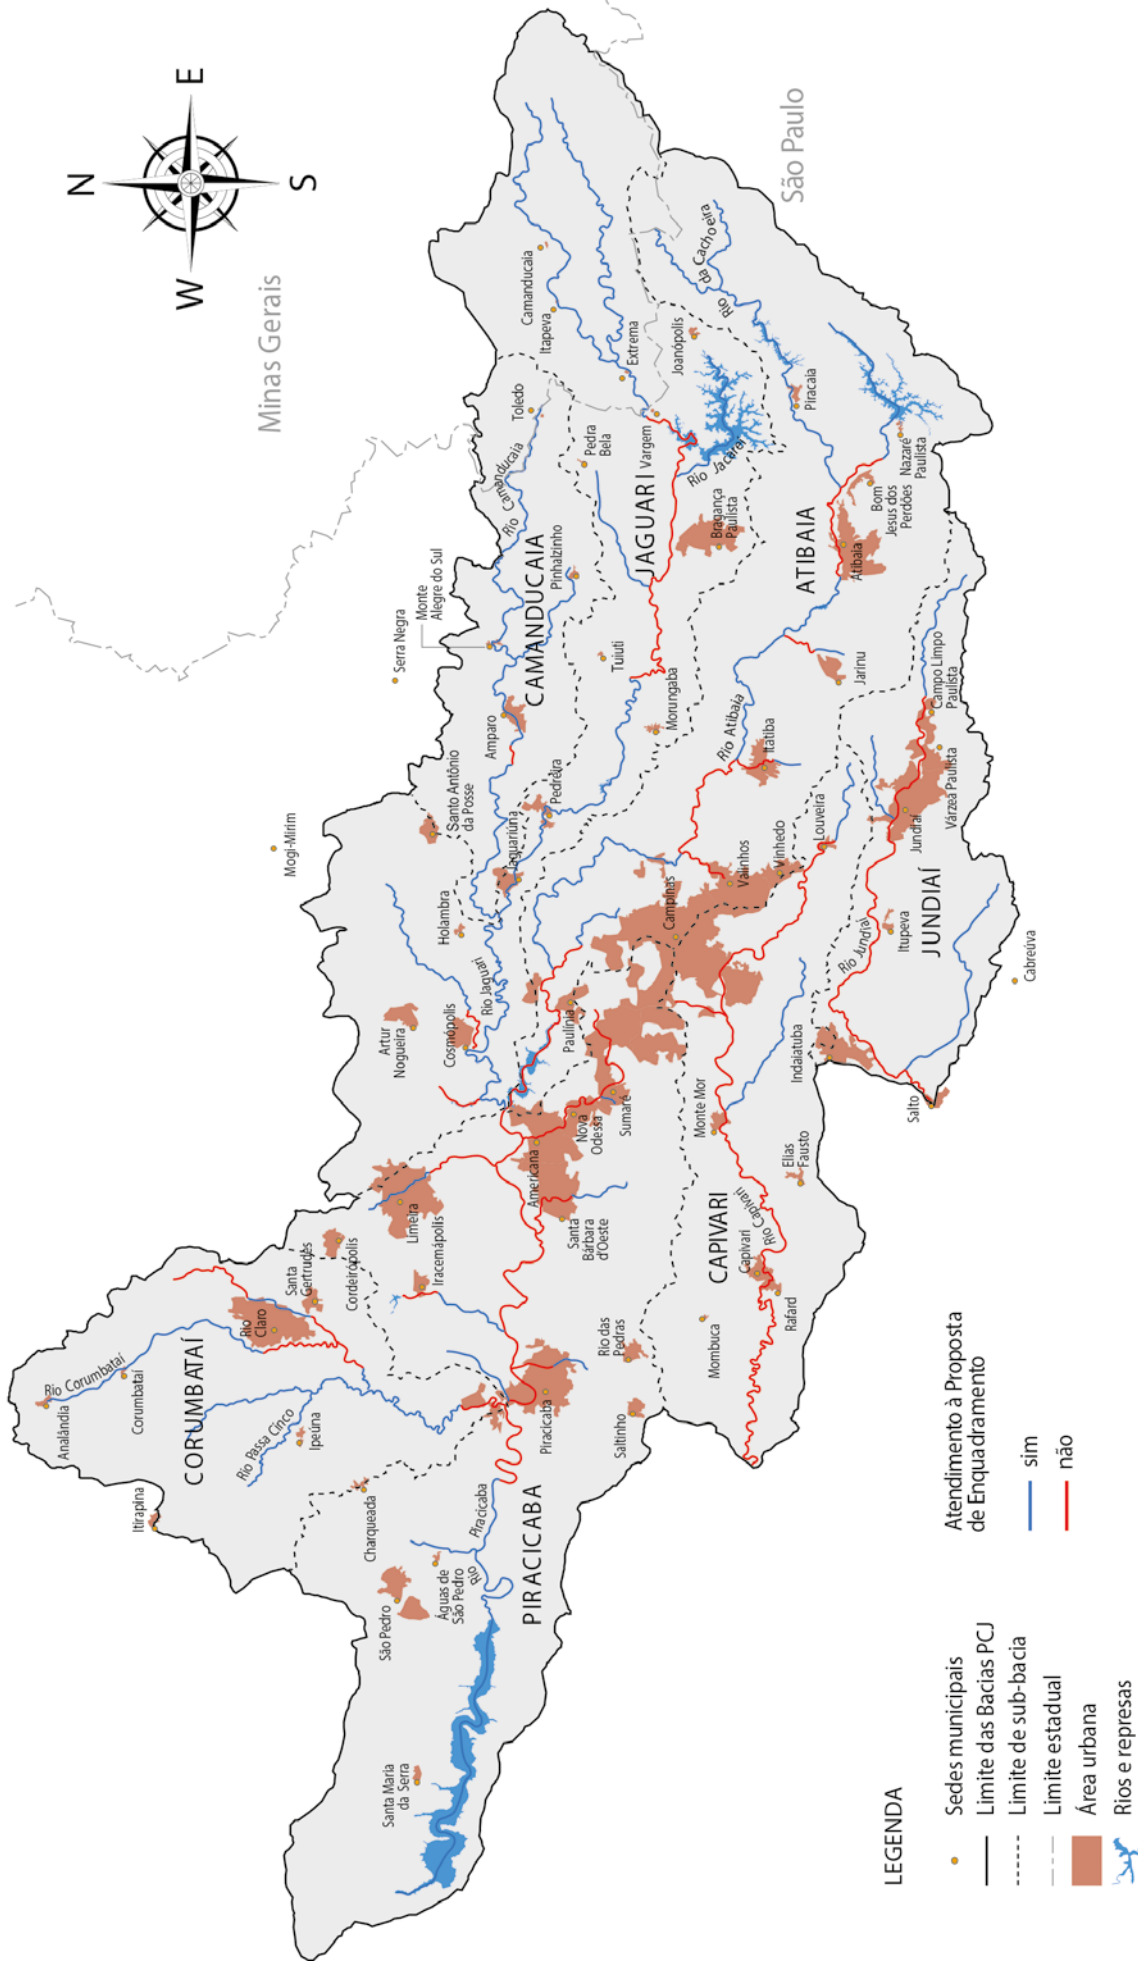 N
E
S
W
Minas Gerais
São Paulo
Analândia
Rio Corumbataí
Corumbataí
Itirapina
CORUMBATAÍ
Rio Passa Cinco
Ipeúna
Rio
Claro
Santa
Gertrudes
Cordeirópolis
Charqueada
São Pedro
Águas de
São Pedro
Santa Maria
da Serra
Rio
Piracicaba
PIRACICABA
Piracicaba
Limeira
Iracemápolis
Saltinho
Rio das
Pedras
Santa
Bárbara
d'Oeste
Americana
Nova
Odessa
Sumaré
Paulínia
Artur
Nogueira
Cosmópolis
Holambra
Rio Jaguari
Mogi-Mirim
Santo Antônio
da Posse
Jaguariúna
Pedreira
Amparo
Serra Negra
Monte
Alegre do Sul
CAMANDUCAIA
Pinhalzinho
Rio Camanducaia
Toledo
Pedra
Bela
Tuiuti
Morungaba
JAGUARI
Vargem
Extrema
Itapeva
Camanducaia
Joanópolis
Rio Jacareí
Bragança
Paulista
Rio da Cachoeira
Piracaia
Nazaré
Paulista
Bom
Jesus dos
Perdões
Atibaia
ATIBAIA
Rio Atibaia
Jarinu
Itatiba
Campinas
Valinhos
Vinhedo
Louveira
Campo Limpo
Paulista
Várzea Paulista
Jundiaí
JUNDIAÍ
Rio Jundiaí
Itupeva
Cabreúva
Indaiatuba
Salto
Monte Mor
Elias
Fausto
CAPIVARI
Rio Capivari
Capivari
Rafard
Mombuca
LEGENDA
Sedes municipais
Limite das Bacias PCJ
Limite de sub-bacia
Limite estadual
Área urbana
Rios e represas
Atendimento à Proposta
de Enquadramento
sim
não